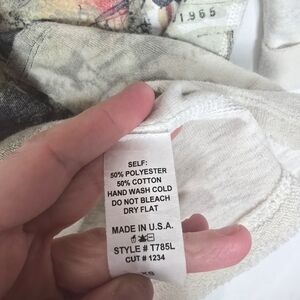 1965
SELF:
50% POLYESTER
50% COTTON
HAND WASH COLD
DO NOT BLEACH
DRY FLAT
MADE IN U.S.A.
STYLE # T785L
CUT # 1234
XS